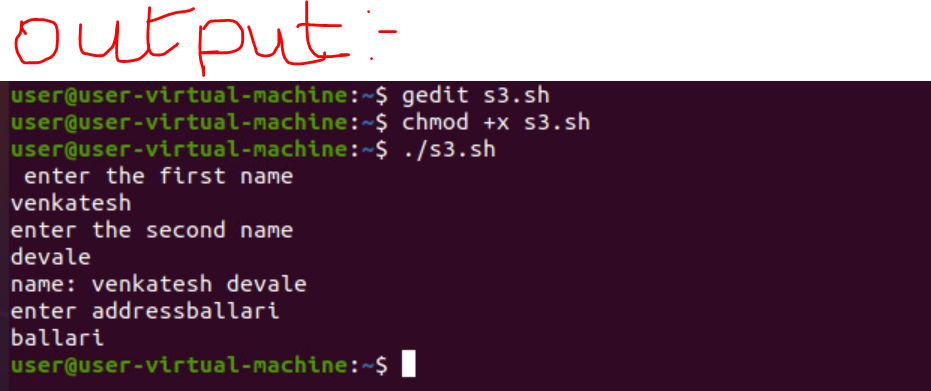 output:-
user@user-virtual-machine:~$ gedit s3.sh
user@user-virtual-machine:~$ chmod +x s3.sh
user@user-virtual-machine:~$ ./s3.sh
 enter the first name
venkatesh
enter the second name
devale
name: venkatesh devale
enter addressballari
ballari
user@user-virtual-machine:~$